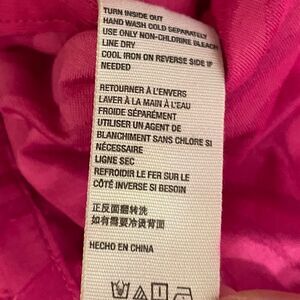 TURN INSIDE OUT
HAND WASH COLD SEPARATELY
USE ONLY NON-CHLORINE BLEACH
LINE DRY
COOL IRON ON REVERSE SIDE IF
NEEDED
RETOURNER À L'ENVERS
LAVER À LA MAIN À L'EAU
FROIDE SÉPARÉMENT
UTILISER UN AGENT DE
BLANCHIMENT SANS CHLORE SI
NÉCESSAIRE
LIGNE SEC
REFROIDIR LE FER SUR LE
CÔTÉ INVERSE SI BESOIN
正反面翻转洗
如有需要冷烫背面
HECHO EN CHINA